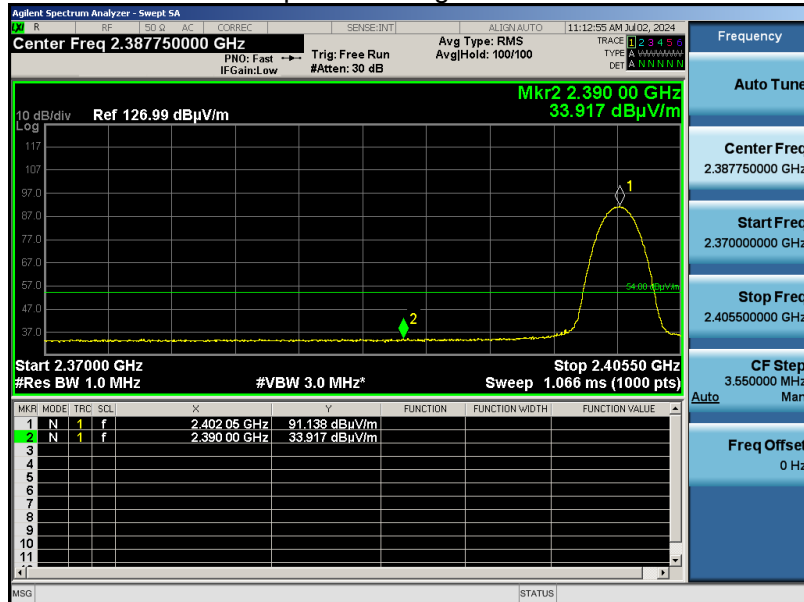 Agilent Spectrum Analyzer - Swept SA
LXI R RF 50 Ω AC CORREC SENSE:INT ALIGN AUTO 11:12:55 AM Jul 02, 2024
Center Freq 2.387750000 GHz
PNO: Fast
IFGain:Low
Trig: Free Run
#Atten: 30 dB
Avg Type: RMS
Avg|Hold: 100/100
TRACE 1 2 3 4 5 6
TYPE A WWWWW
DET A N N N N N
Mkr2 2.390 00 GHz
33.917 dBµV/m
10 dB/div Ref 126.99 dBµV/m
Log
117
107
97.0
87.0
77.0
67.0
57.0
47.0
37.0
1
54.00 dBµV/m
2
Start 2.37000 GHz Stop 2.40550 GHz
#Res BW 1.0 MHz #VBW 3.0 MHz* Sweep 1.066 ms (1000 pts)
MKR MODE TRC SCL X Y FUNCTION FUNCTION WIDTH FUNCTION VALUE
1 N 1 f 2.402 05 GHz 91.138 dBµV/m
2 N 1 f 2.390 00 GHz 33.917 dBµV/m
3
4
5
6
7
8
9
10
11
MSG STATUS
Frequency
Auto Tune
Center Freq
2.387750000 GHz
Start Freq
2.370000000 GHz
Stop Freq
2.405500000 GHz
CF Step
3.550000 MHz
Auto Man
Freq Offset
0 Hz